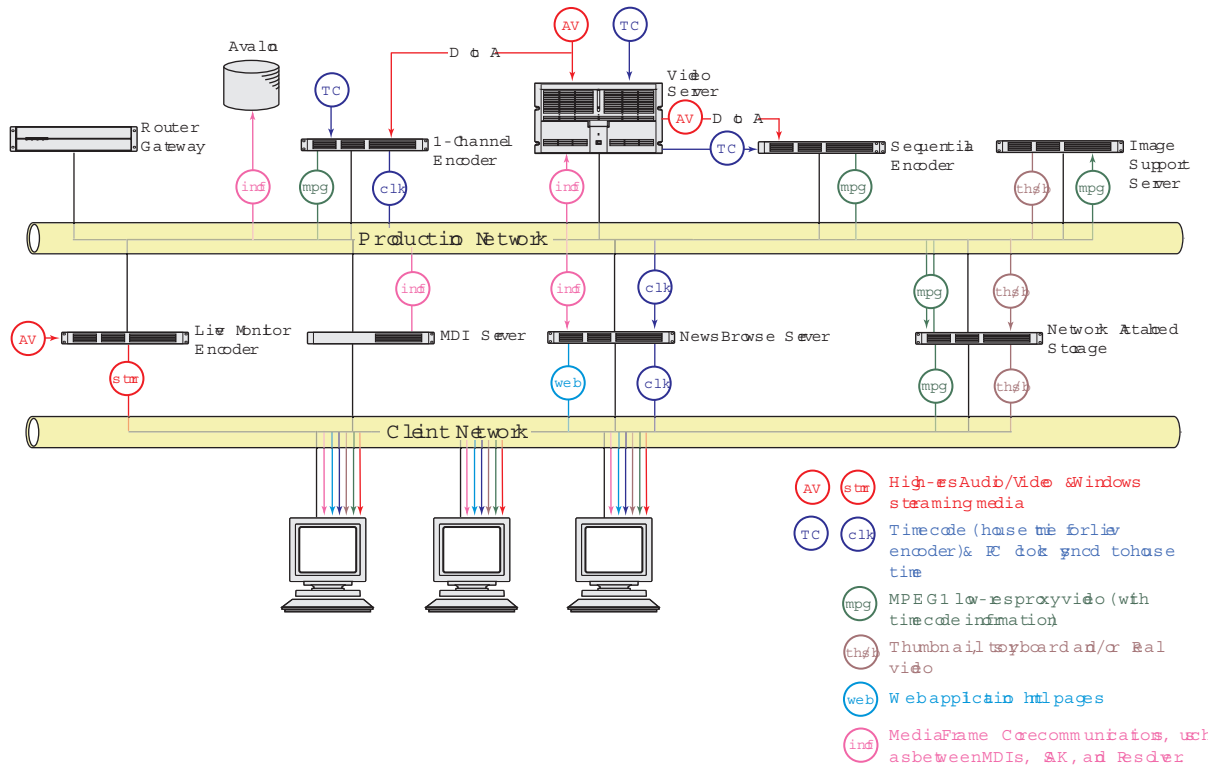 AV
TC
Avalon
D to A
Video
Server
TC
AV
D to A
Router
Gateway
1-Channel
Encoder
TC
Sequential
Encoder
Image
Support
Server
inf
mpg
clk
inf
mpg
th/sb
mpg
Production Network
inf
inf
clk
mpg
th/sb
AV
Live Monitor
Encoder
MDI Server
NewsBrowse Server
Network Attached
Storage
strm
web
clk
mpg
th/sb
Client Network
AV
strm
High-res Audio/Video & Windows
streaming media
TC
clk
Timecode (house time for live
encoder) & PC clock syncd to house
time
mpg
MPEG1 low-res proxy video (with
timecode information)
th/sb
Thumbnail, storyboard and/or Real
video
web
Web application html pages
inf
MediaFrame Core communications, such
as between MDIs, SAK, and Resolver.